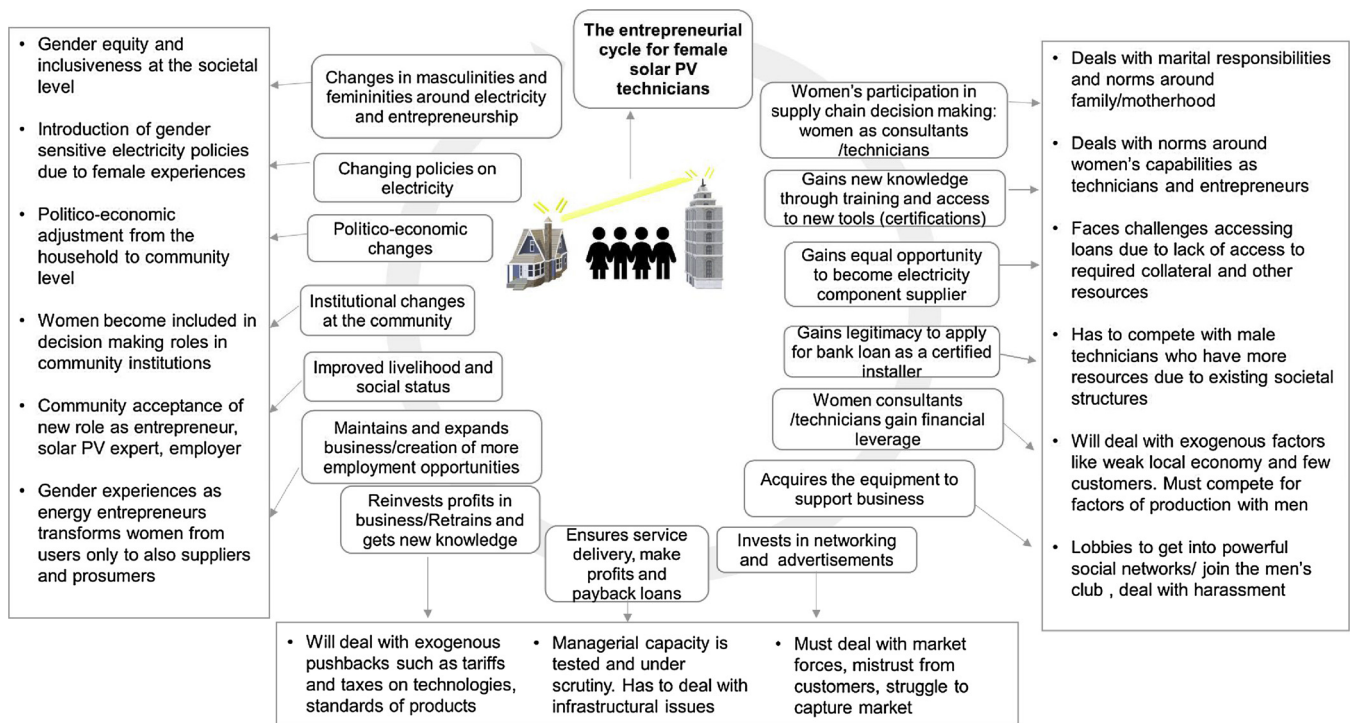 The entrepreneurial
cycle for female
solar PV
technicians
• Gender equity and
inclusiveness at the societal
level
• Introduction of gender
sensitive electricity policies
due to female experiences
• Politico-economic
adjustment from the
household to community
level
• Women become included in
decision making roles in
community institutions
• Community acceptance of
new role as entrepreneur,
solar PV expert, employer
• Gender experiences as
energy entrepreneurs
transforms women from
users only to also suppliers
and prosumers
Changes in masculinities and
femininities around electricity
and entrepreneurship
Changing policies on
electricity
Politico-economic
changes
Institutional changes
at the community
Improved livelihood and
social status
Maintains and expands
business/creation of more
employment opportunities
Reinvests profits in
business/Retrains and
gets new knowledge
Ensures service
delivery, make
profits and
payback loans
Women's participation in
supply chain decision making:
women as consultants
/technicians
Gains new knowledge
through training and access
to new tools (certifications)
Gains equal opportunity
to become electricity
component supplier
Gains legitimacy to apply
for bank loan as a certified
installer
Women consultants
/technicians gain financial
leverage
Acquires the equipment to
support business
Invests in networking
and advertisements
• Deals with marital responsibilities
and norms around
family/motherhood
• Deals with norms around
women's capabilities as
technicians and entrepreneurs
• Faces challenges accessing
loans due to lack of access to
required collateral and other
resources
• Has to compete with male
technicians who have more
resources due to existing societal
structures
• Will deal with exogenous factors
like weak local economy and few
customers. Must compete for
factors of production with men
• Lobbies to get into powerful
social networks/ join the men's
club , deal with harassment
• Will deal with exogenous
pushbacks such as tariffs
and taxes on technologies,
standards of products
• Managerial capacity is
tested and under
scrutiny. Has to deal with
infrastructural issues
• Must deal with market
forces, mistrust from
customers, struggle to
capture market